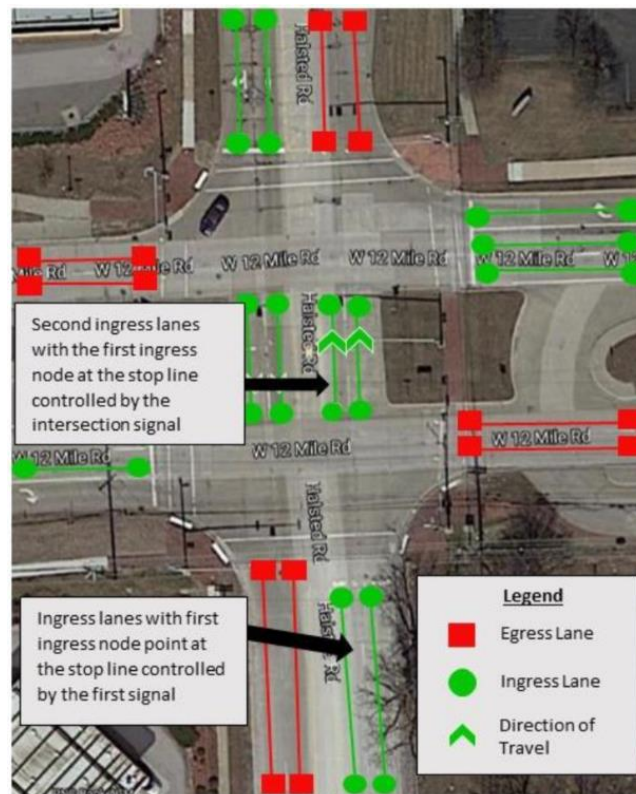 Halsted Rd
W 12 Mile Rd
W 12 Mile Rd
W 12 Mile Rd
W 12 Mile Rd
Mile Rd
W 12
Second ingress lanes
with the first ingress
node at the stop line
controlled by the
intersection signal
Halsted Rd
W 12 Mile Rd
W 12 Mile Rd
W 12 Mile Rd
Halsted Rd
Ingress lanes with first
ingress node point at
the stop line controlled
by the first signal
Halsted Rd
Legend
Egress Lane
Ingress Lane
Direction of
Travel